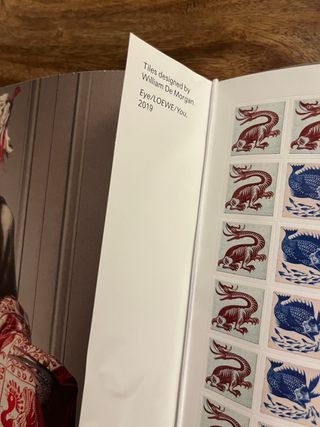 Tiles designed by
William De Morgan.
Eye/LOEWE/You.
2019